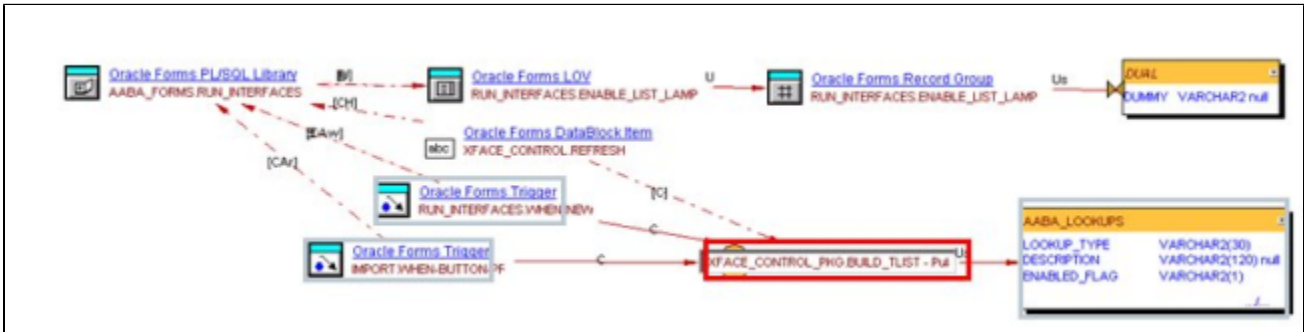 Oracle Forms PL/SQL Library
AABA_FORMS.RUN_INTERFACES
Oracle Forms LOV
RUN_INTERFACES.ENABLE_LIST_LAMP
U
Oracle Forms Record Group
RUN_INTERFACES.ENABLE_LIST_LAMP
Us
DUAL
DUMMY VARCHAR2 null
[CH]
Oracle Forms DataBlock Item
abc XFACE_CONTROL.REFRESH
[CAr]
Oracle Forms Trigger
RUN_INTERFACES.WHEN-NEW
[C]
C
Oracle Forms Trigger
IMPORT.WHEN-BUTTON-PF
C
XFACE_CONTROL_PKG.BUILD_TLIST - Pul
AABA_LOOKUPS
LOOKUP_TYPE VARCHAR2(30)
DESCRIPTION VARCHAR2(120) null
ENABLED_FLAG VARCHAR2(1)
.../...